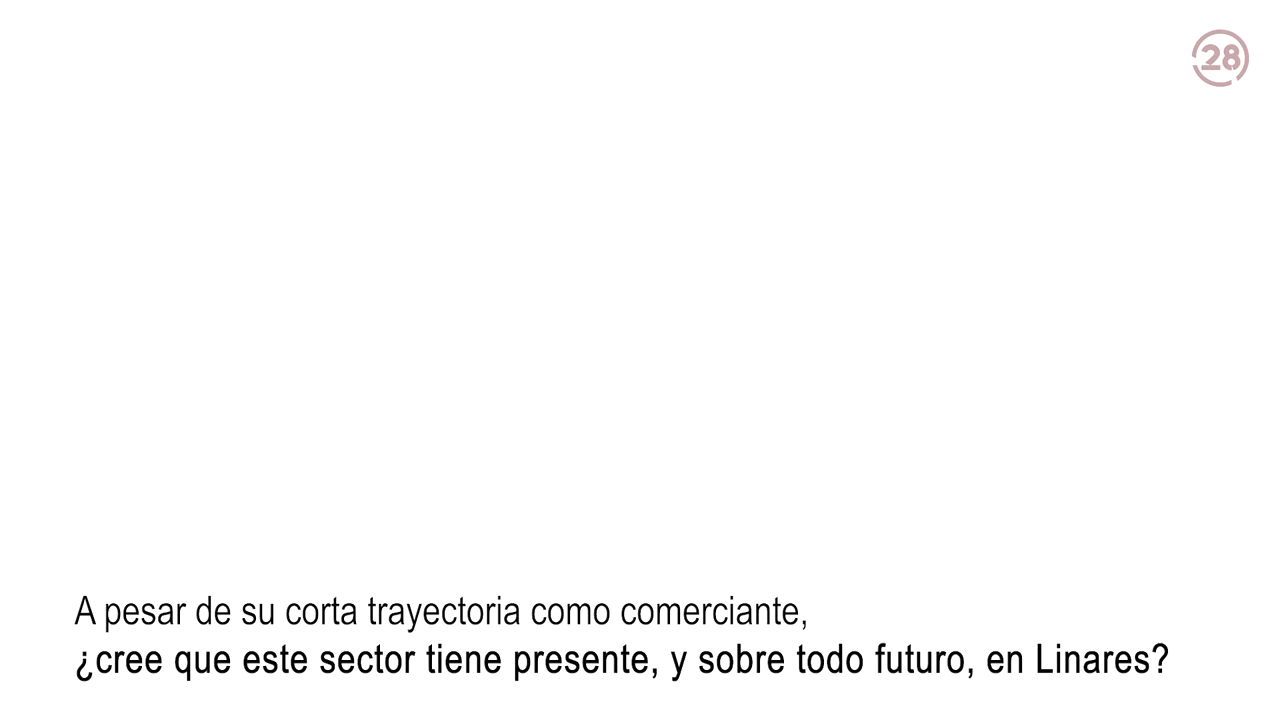 28
A pesar de su corta trayectoria como comerciante,
¿cree que este sector tiene presente, y sobre todo futuro, en Linares?